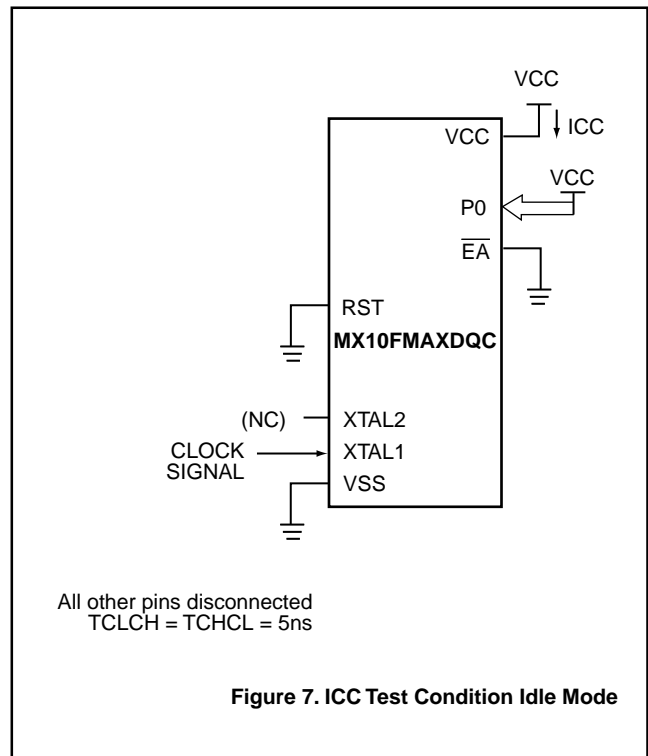 VCC
VCC
ICC
VCC
P0
EA
RST
MX10FMAXDQC
(NC)
XTAL2
CLOCK
SIGNAL
XTAL1
VSS
All other pins disconnected
TCLCH = TCHCL = 5ns
Figure 7. ICC Test Condition Idle Mode